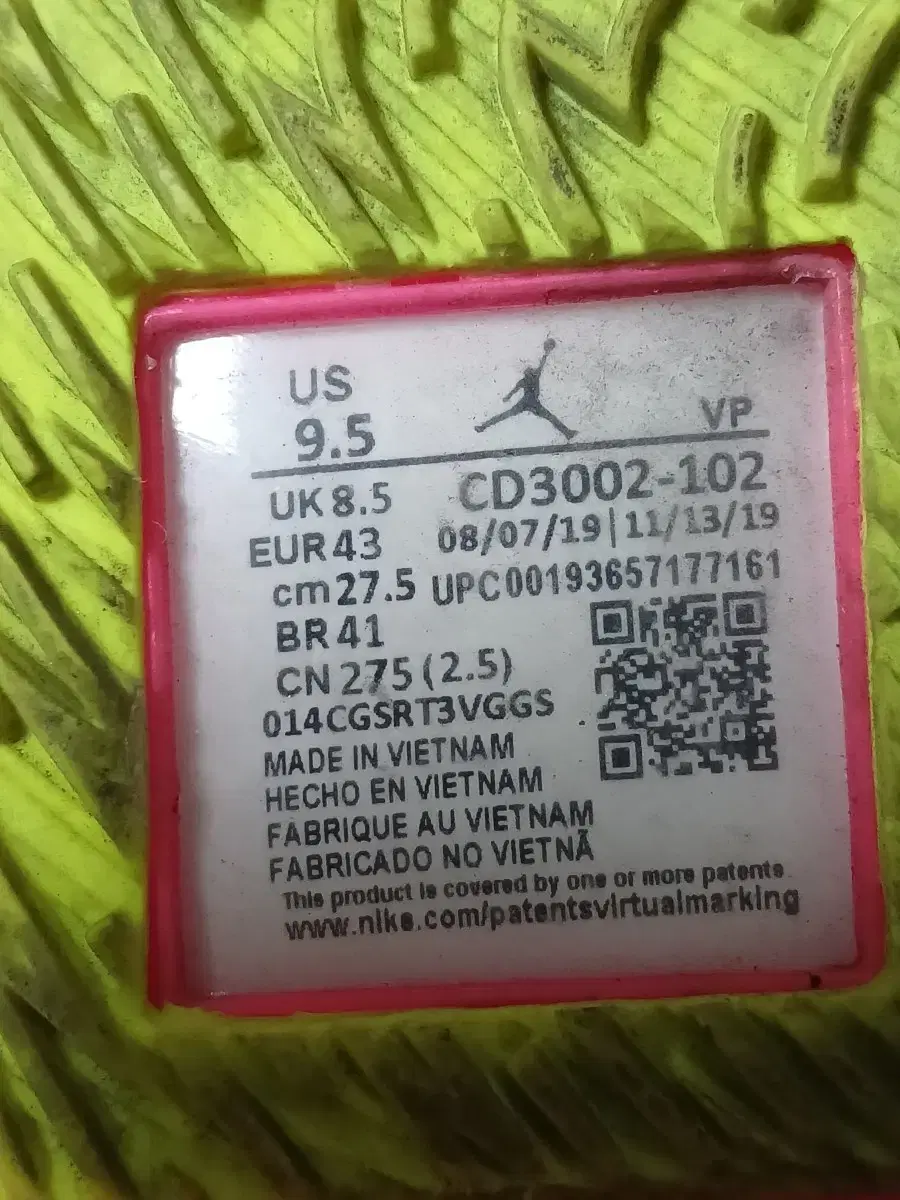 US
9.5
VP
UK 8.5
CD3002-102
EUR 43
08/07/19|11/13/19
cm 27.5
UPC00193657177161
BR 41
CN 275 (2.5)
014CGSRT3VGGS
MADE IN VIETNAM
HECHO EN VIETNAM
FABRIQUE AU VIETNAM
FABRICADO NO VIETNÃ
This product is covered by one or more patents
www.nike.com/patentsvirtualmarking